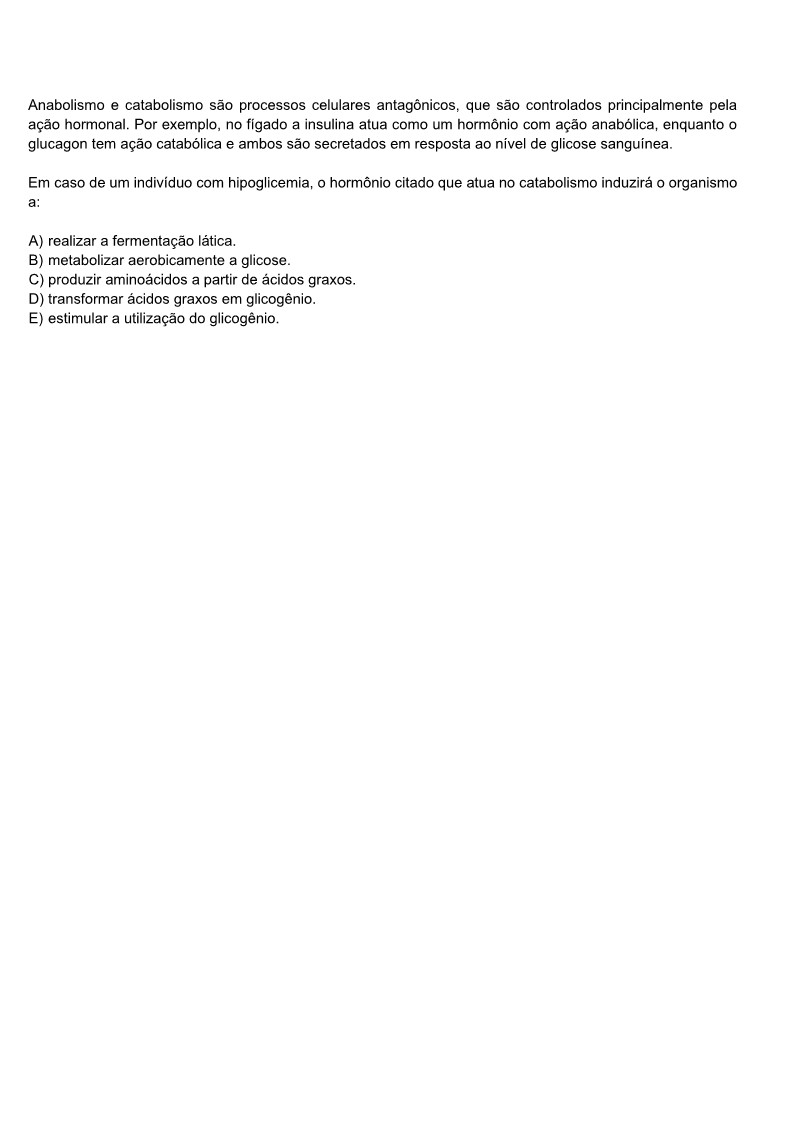 Anabolismo e catabolismo são processos celulares antagônicos, que são controlados principalmente pela
ação hormonal. Por exemplo, no fígado a insulina atua como um hormônio com ação anabólica, enquanto o
glucagon tem ação catabólica e ambos são secretados em resposta ao nível de glicose sanguínea.
Em caso de um indivíduo com hipoglicemia, o hormônio citado que atua no catabolismo induzirá o organismo
a:
A) realizar a fermentação lática.
B) metabolizar aerobicamente a glicose.
C) produzir aminoácidos a partir de ácidos graxos.
D) transformar ácidos graxos em glicogênio.
E) estimular a utilização do glicogênio.